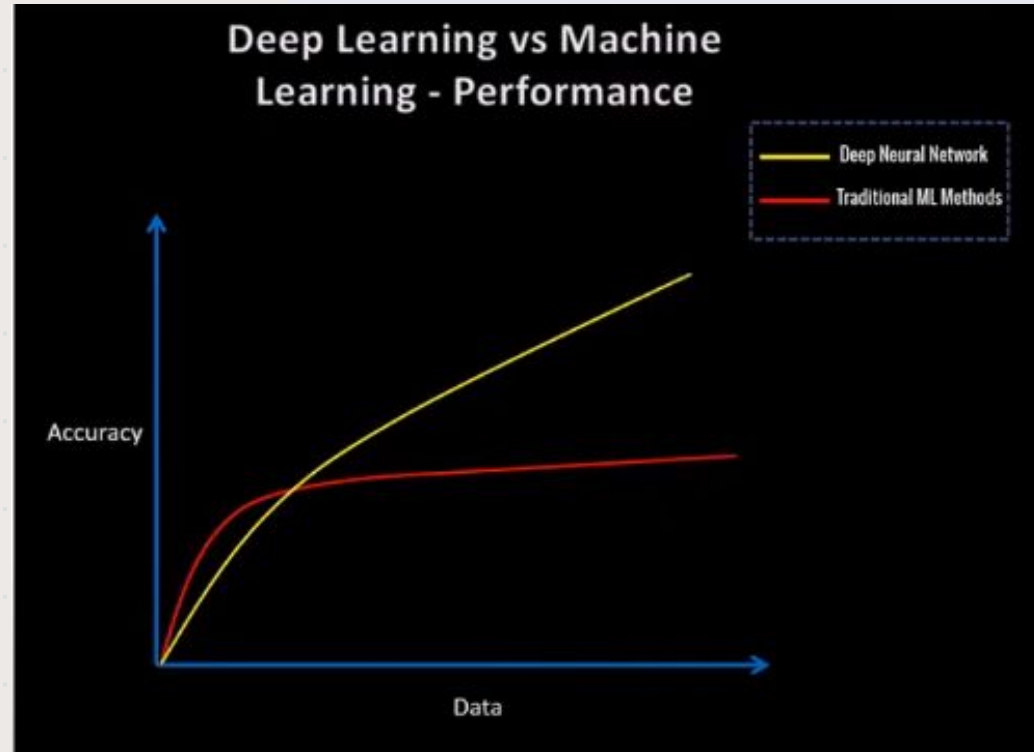 Deep Learning vs Machine
Learning - Performance
Deep Neural Network
Traditional ML Methods
Accuracy
Data